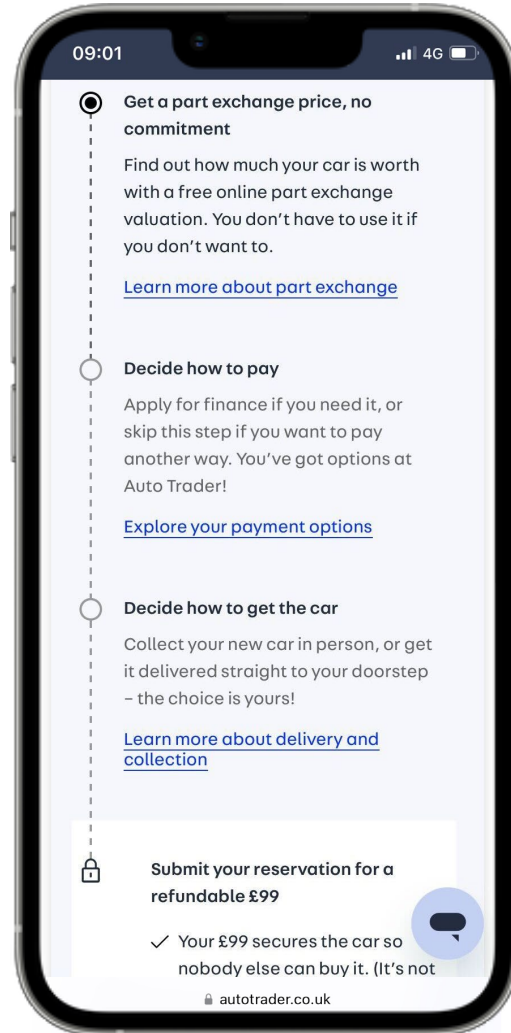 09:01
4G
Get a part exchange price, no
commitment
Find out how much your car is worth
with a free online part exchange
valuation. You don’t have to use it if
you don’t want to.
Learn more about part exchange
Decide how to pay
Apply for finance if you need it, or
skip this step if you want to pay
another way. You’ve got options at
Auto Trader!
Explore your payment options
Decide how to get the car
Collect your new car in person, or get
it delivered straight to your doorstep
– the choice is yours!
Learn more about delivery and
collection
Submit your reservation for a
refundable £99
Your £99 secures the car so
nobody else can buy it. (It’s not
autotrader.co.uk